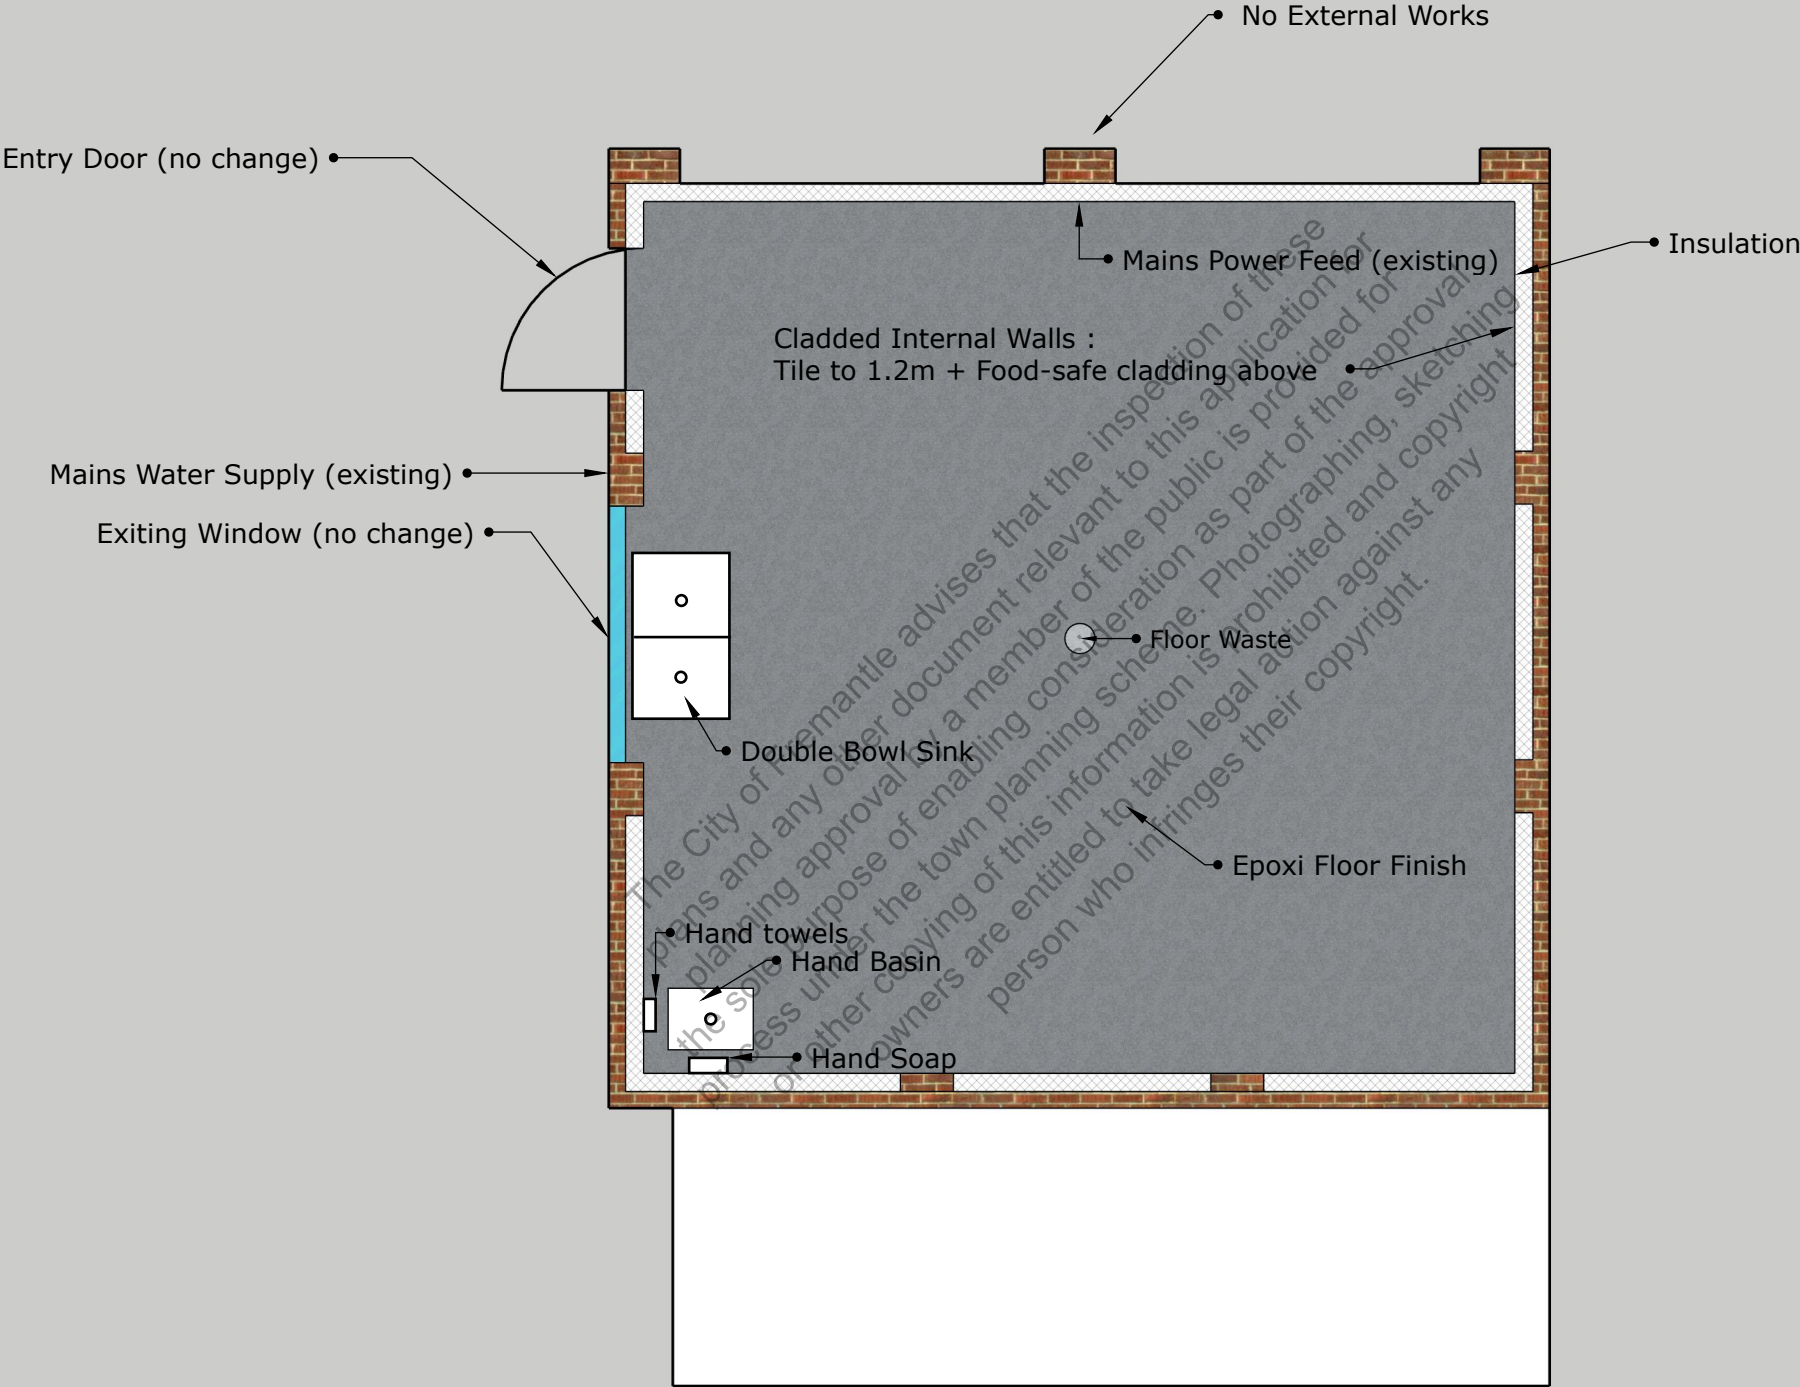 No External Works
Entry Door (no change)
Insulation
Mains Power Feed (existing)
Cladded Internal Walls :
Tile to 1.2m + Food-safe cladding above
Mains Water Supply (existing)
Exiting Window (no change)
Floor Waste
Double Bowl Sink
Epoxi Floor Finish
Hand towels
Hand Basin
Hand Soap
The City of Fremantle advises that the inspection of these
plans and any other document relevant to this application for
planning approval by a member of the public is provided for
the sole purpose of enabling consideration as part of the approval
process under the town planning scheme. Photographing, sketching
or other copying of this information is prohibited and copyright
owners are entitled to take legal action against any
person who infringes their copyright.